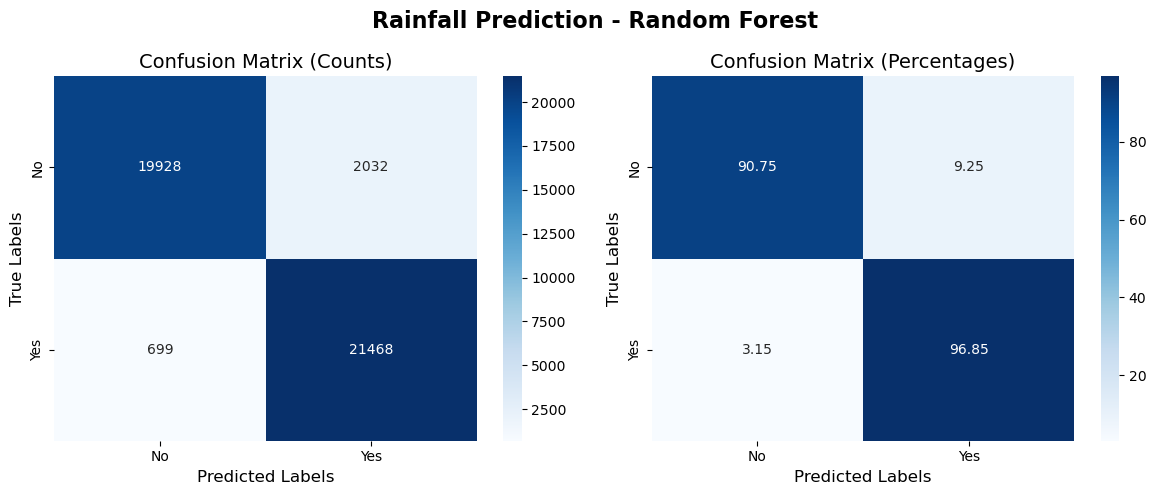 Rainfall Prediction - Random Forest
Confusion Matrix (Counts)
True Labels
No
Yes
19928 2032
699 21468
No Yes
Predicted Labels
20000
17500
15000
12500
10000
7500
5000
2500
Confusion Matrix (Percentages)
True Labels
No
Yes
90.75 9.25
3.15 96.85
No Yes
Predicted Labels
80
60
40
20